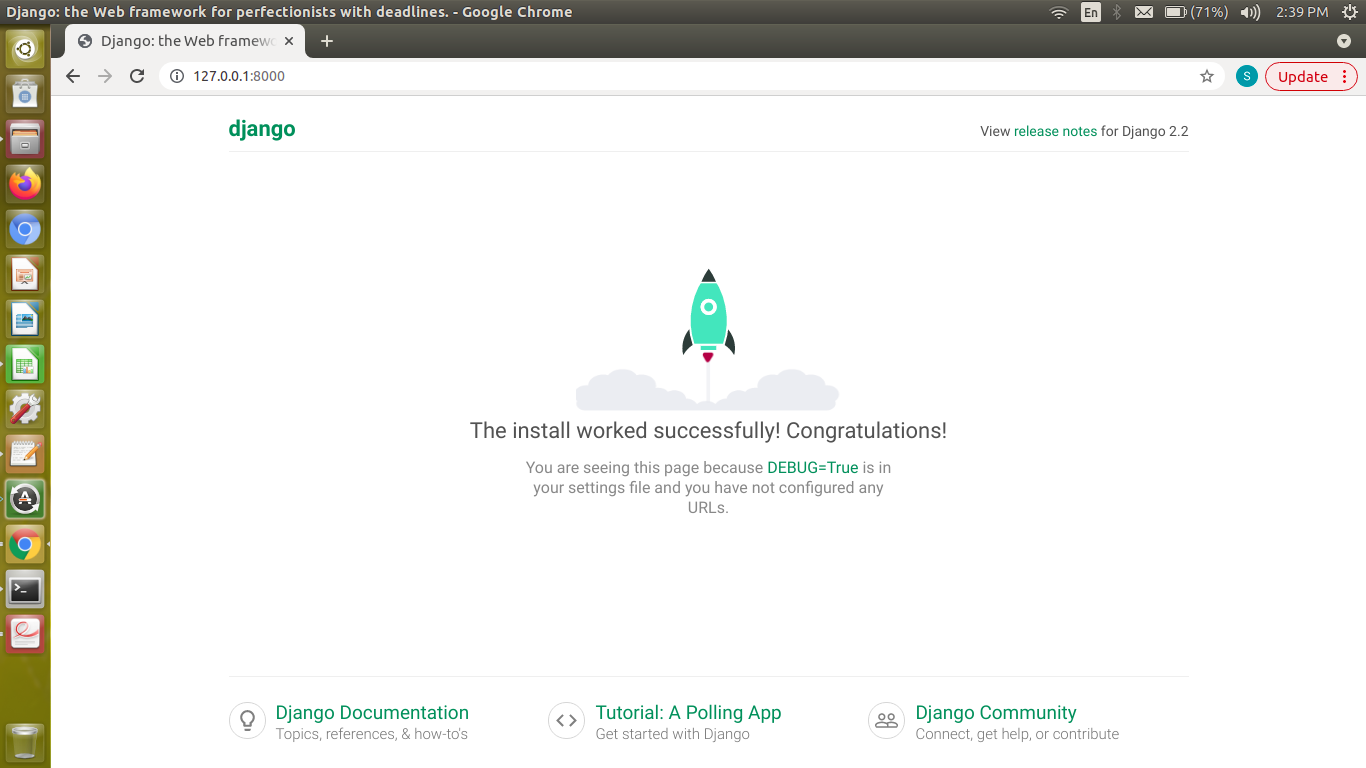 Django: the Web framework for perfectionists with deadlines. - Google Chrome
En
(71%)
2:39 PM
Django: the Web framewo
127.0.0.1:8000
S
Update
django
View release notes for Django 2.2
The install worked successfully! Congratulations!
You are seeing this page because DEBUG=True is in
your settings file and you have not configured any
URLs.
Django Documentation
Topics, references, & how-to's
Tutorial: A Polling App
Get started with Django
Django Community
Connect, get help, or contribute